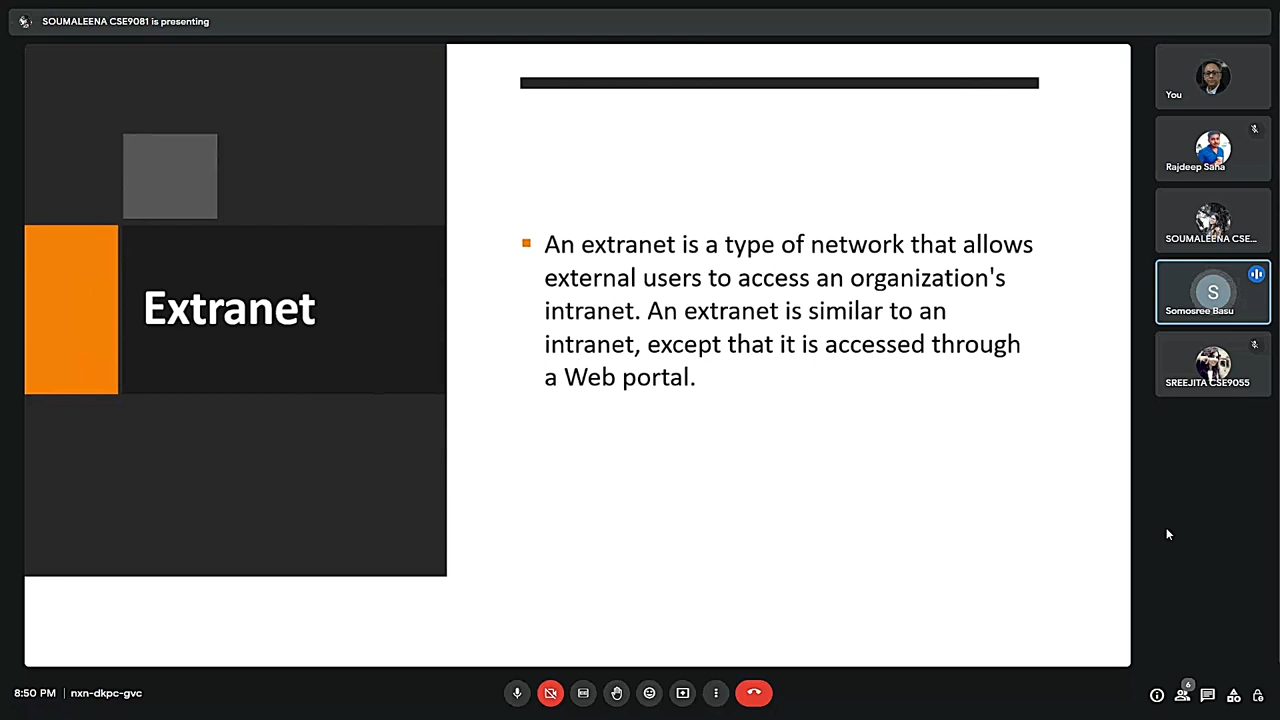 SOUMALEENA CSE9081 is presenting
You
Rajdeep Saha
SOUMALEENA CSE...
S
Somosree Basu
SREEJITA CSE9055
Extranet
An extranet is a type of network that allows
external users to access an organization's
intranet. An extranet is similar to an
intranet, except that it is accessed through
a Web portal.
8:50 PM | nxn-dkpc-gvc
6